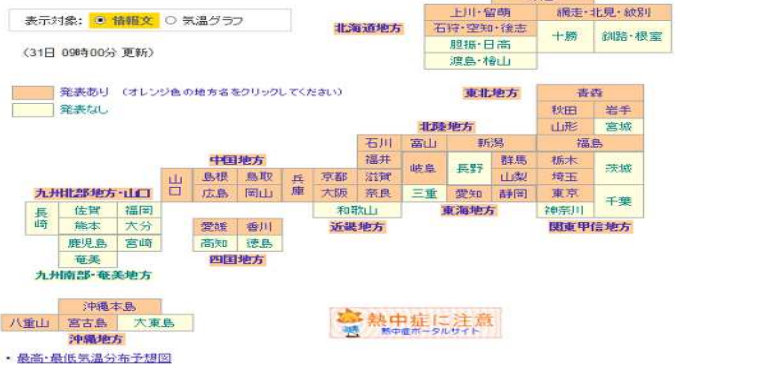 表示対象: 情報文 気温グラフ
(31日 09時00分 更新)
発表あり (オレンジ色の地方名をクリックしてください)
発表なし
北海道地方
上川・留萌 網走・北見・紋別
石狩・空知・後志 十勝 釧路・根室
胆振・日高
渡島・檜山
東北地方
青森
秋田 岩手
山形 宮城
福島
北陸地方
石川 富山 新潟
福井
中国地方
山口 島根 鳥取
広島 岡山
近畿地方
兵庫 京都 滋賀
大阪 奈良
和歌山
東海地方
岐阜
三重 愛知 静岡
関東甲信地方
長野 群馬 栃木 茨城
山梨 埼玉
東京 千葉
神奈川
九州北部地方・山口
長崎 佐賀 福岡
熊本 大分
鹿児島 宮崎
奄美
九州南部・奄美地方
愛媛 香川
高知 徳島
四国地方
沖縄本島
八重山 宮古島 大東島
沖縄地方
熱中症に注意
熱中症ポータルサイト
・最高・最低気温分布予想図